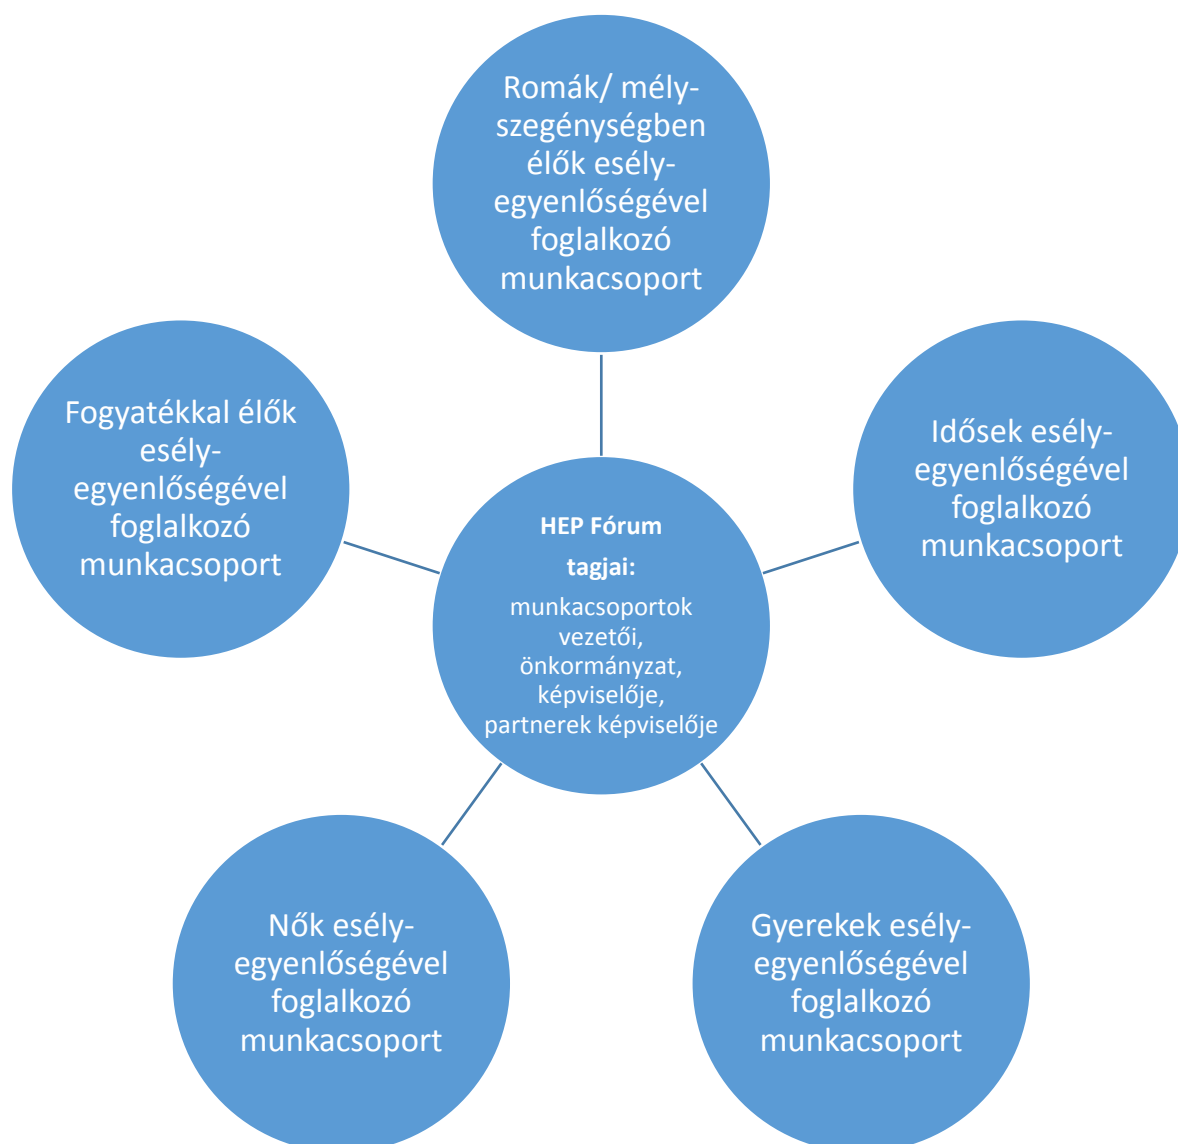 Romák/ mély-
szegénységben
élők esély-
egyenlőségével
foglalkozó
munkacsoport
Fogyatékkal élők
esély-
egyenlőségével
foglalkozó
munkacsoport
Idősek esély-
egyenlőségével
foglalkozó
munkacsoport
HEP Fórum
tagjai:
munkacsoportok
vezetői,
önkormányzat,
képviselője,
partnerek képviselője
Nők esély-
egyenlőségével
foglalkozó
munkacsoport
Gyerekek esély-
egyenlőségével
foglalkozó
munkacsoport